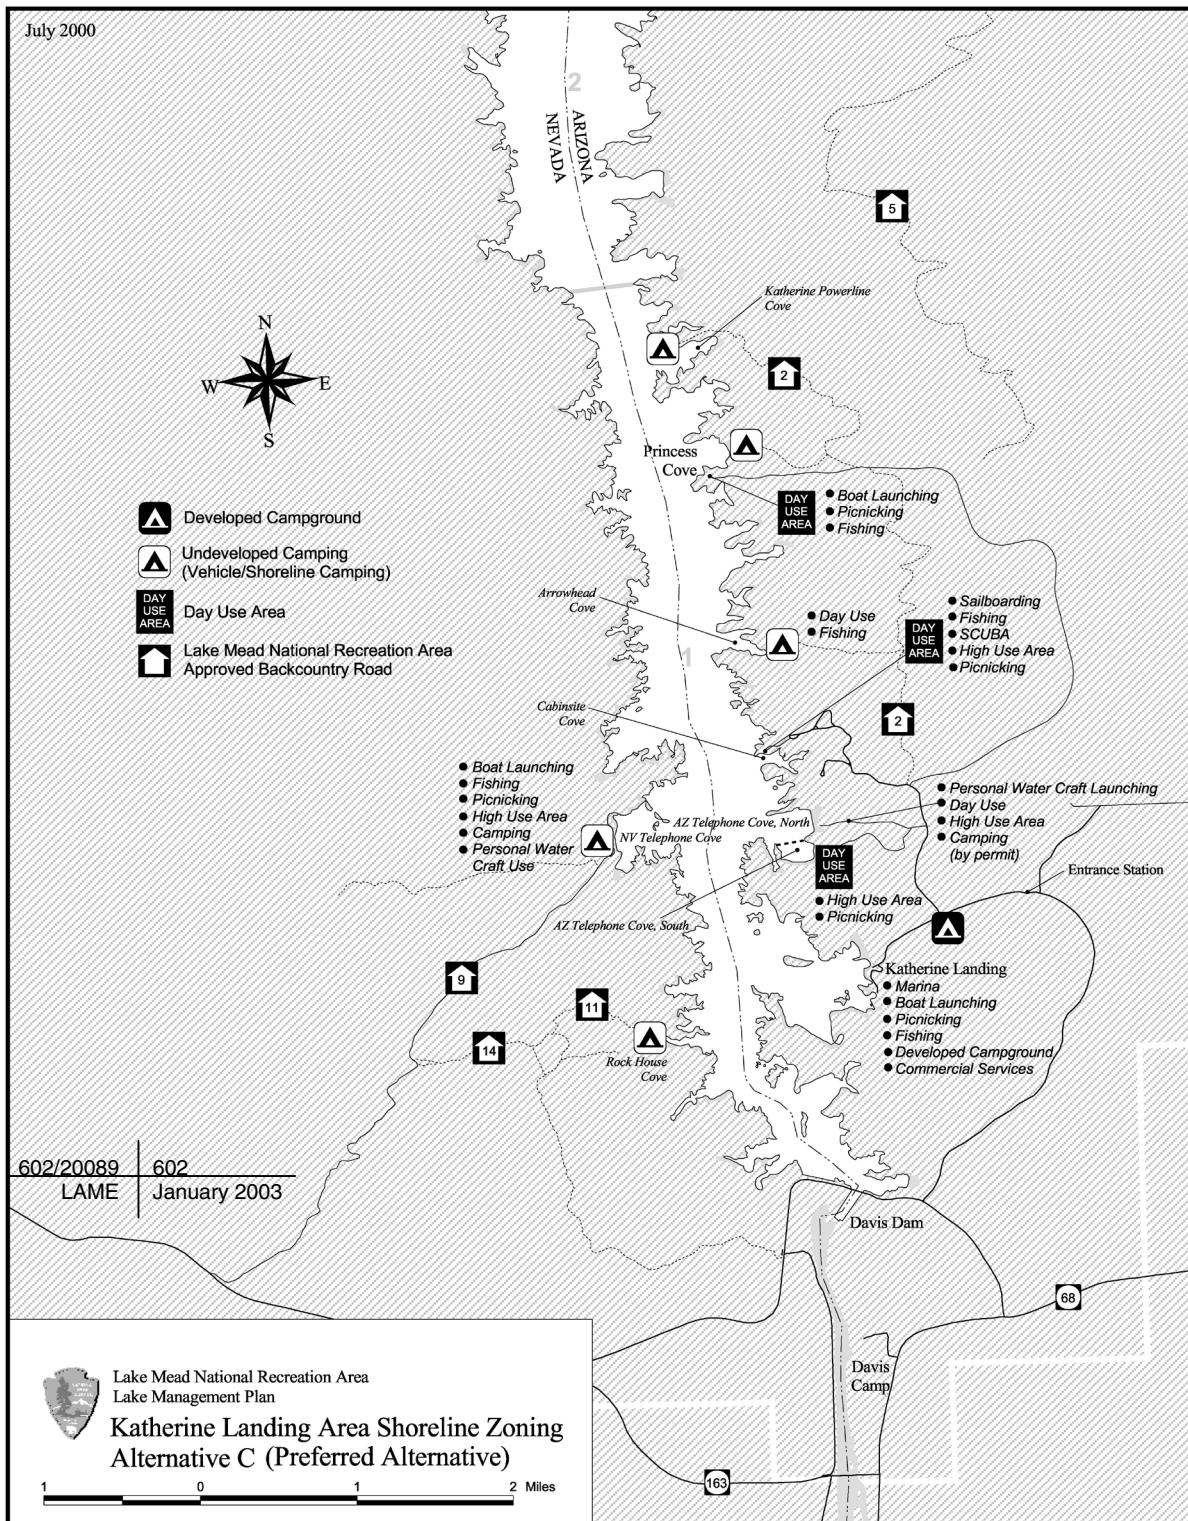 July 2000
2
ARIZONA
NEVADA
5
Katherine Powerline
Cove
N
W
E
S
2
Princess
Cove
DAY
USE
AREA
• Boat Launching
• Picnicking
• Fishing
Developed Campground
Undeveloped Camping
(Vehicle/Shoreline Camping)
DAY
USE
AREA
Day Use Area
Lake Mead National Recreation Area
Approved Backcountry Road
Arrowhead
Cove
• Day Use
• Fishing
DAY
USE
AREA
• Sailboarding
• Fishing
• SCUBA
• High Use Area
• Picnicking
1
Cabinsite
Cove
2
• Boat Launching
• Fishing
• Picnicking
• High Use Area
• Camping
• Personal Water
Craft Use
AZ Telephone Cove, North
NV Telephone Cove
• Personal Water Craft Launching
• Day Use
• High Use Area
• Camping
(by permit)
DAY
USE
AREA
• High Use Area
• Picnicking
Entrance Station
AZ Telephone Cove, South
9
11
14
Rock House
Cove
Katherine Landing
• Marina
• Boat Launching
• Picnicking
• Fishing
• Developed Campground
• Commercial Services
602/20089
602
LAME
January 2003
Davis Dam
68
Davis
Camp
163
Lake Mead National Recreation Area
Lake Management Plan
Katherine Landing Area Shoreline Zoning
Alternative C (Preferred Alternative)
1 0 1 2 Miles